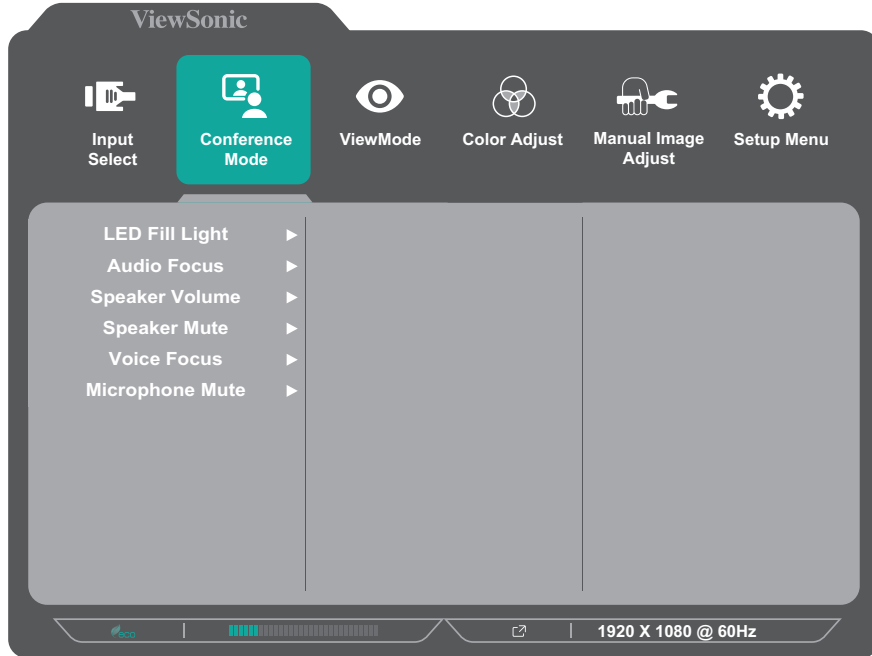 ViewSonic
Input
Select
Conference
Mode
ViewMode
Color Adjust
Manual Image
Adjust
Setup Menu
LED Fill Light
Audio Focus
Speaker Volume
Speaker Mute
Voice Focus
Microphone Mute
eco
1920 X 1080 @ 60Hz